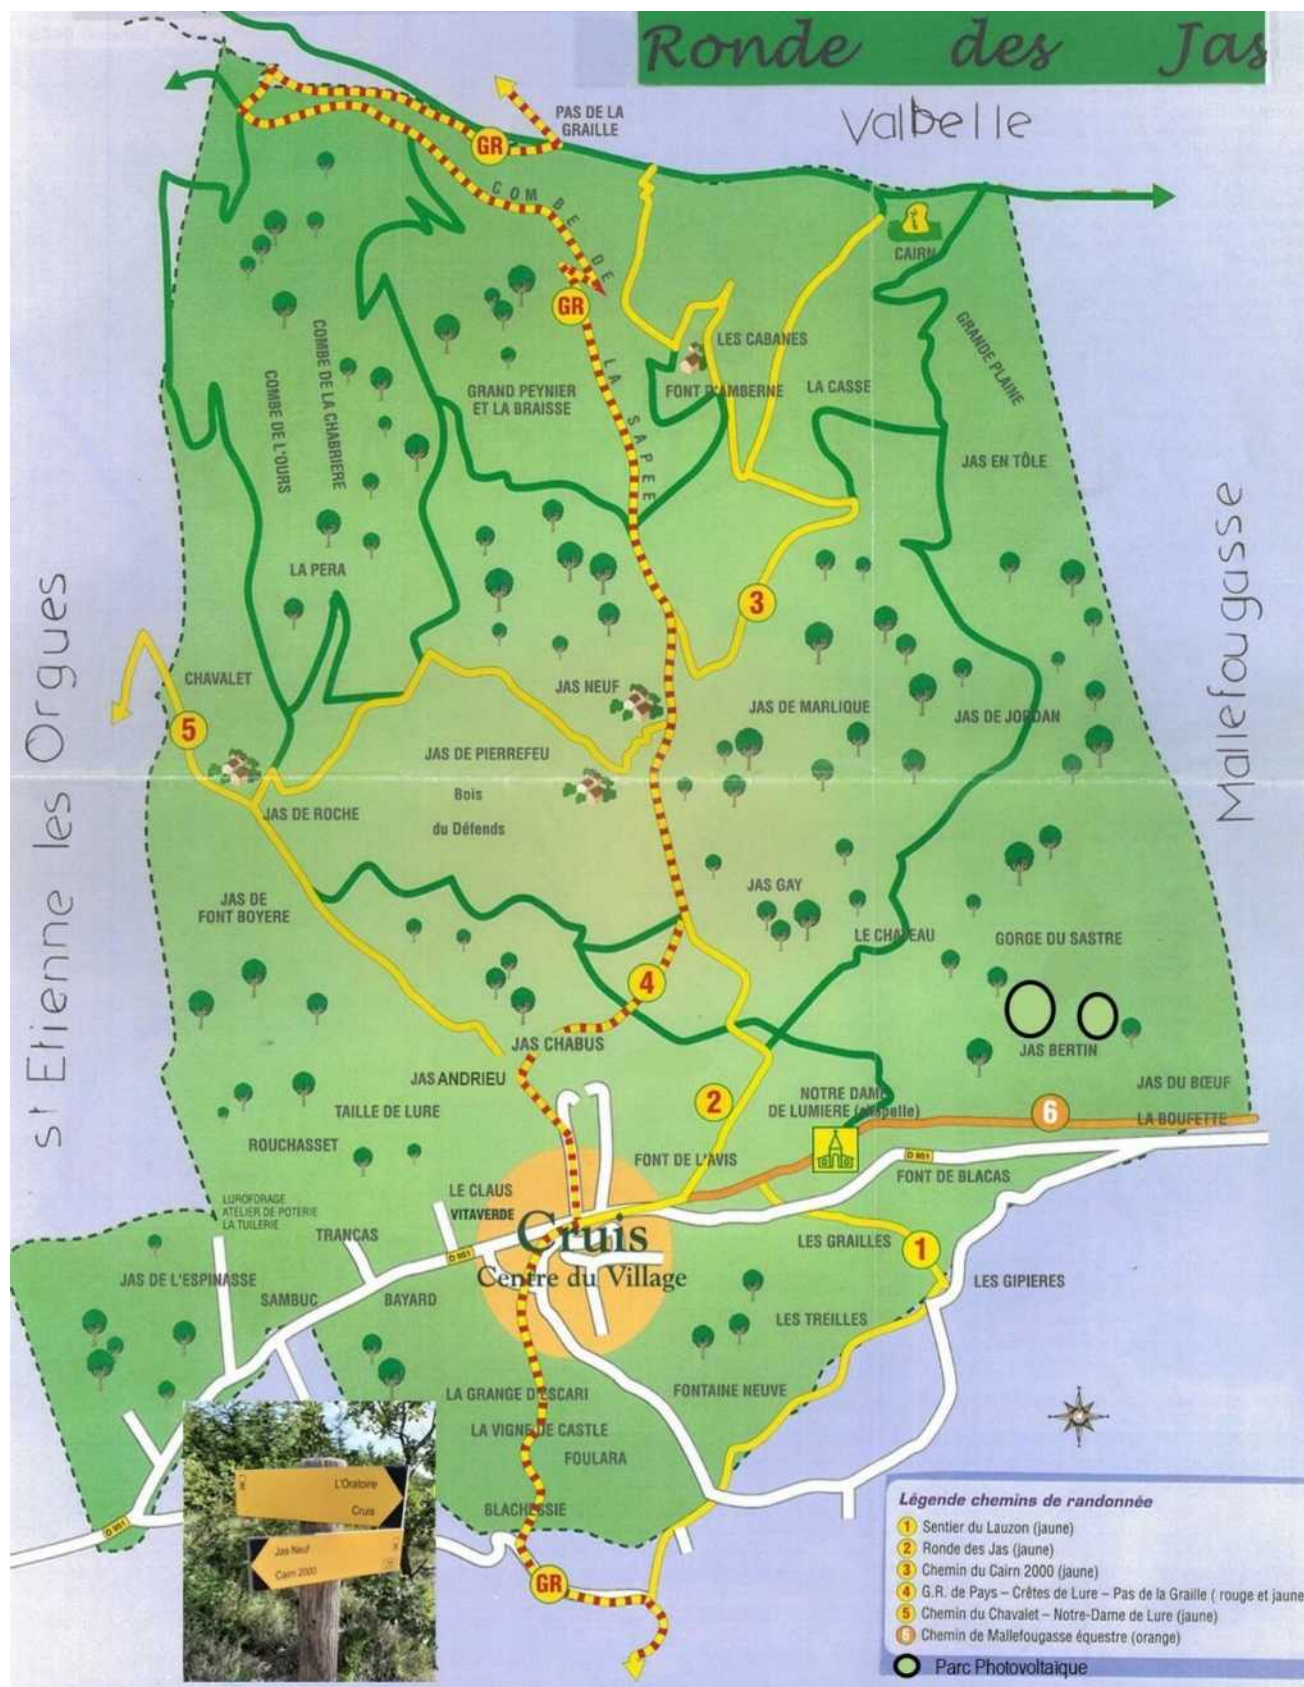 Ronde des Jas
Valbelle
PAS DE LA
GRAILLE
GR
COMBE DE
LA SAPEE
CAIRN
GR
LES CABANES
GRANDE PLAINE
COMBE DE LA CHABRIERE
COMBE DE L'OURS
GRAND PEYNIER
ET LA BRAISSE
FONT D'AMBERNE
LA CASSE
JAS EN TÔLE
Mallefougasse
St Etienne les Orgues
LA PERA
3
CHAVALET
JAS NEUF
JAS DE MARLIQUE
JAS DE JORDAN
5
JAS DE PIERREFEU
Bois
du Défends
JAS DE ROCHE
JAS DE
FONT BOYERE
JAS GAY
LE CHATEAU
GORGE DU SASTRE
4
JAS CHABUS
JAS BERTIN
JAS ANDRIEU
TAILLE DE LURE
2
NOTRE DAME
DE LUMIERE (chapelle)
JAS DU BŒUF
6
LA BOUFETTE
ROUCHASSET
FONT DE L'AVIS
D 951
FONT DE BLACAS
LUROFORAGE
ATELIER DE POTERIE
LA TUILERIE
LE CLAUS
VITAVERDE
TRANCAS
D 951
Cruis
Centre du Village
LES GRAILLES
1
JAS DE L'ESPINASSE
SAMBUC
BAYARD
LES GIPIERES
LES TREILLES
LA GRANGE D'ESCARI
FONTAINE NEUVE
LA VIGNE DE CASTLE
FOULARA
BLACHESSIE
D 951
GR
L'Oratoire
Cruis
Jas Neuf
Cairn 2000
Légende chemins de randonnée
1 Sentier du Lauzon (jaune)
2 Ronde des Jas (jaune)
3 Chemin du Cairn 2000 (jaune)
4 G.R. de Pays – Crêtes de Lure – Pas de la Graille ( rouge et jaune
5 Chemin du Chavalet – Notre-Dame de Lure (jaune)
6 Chemin de Mallefougasse équestre (orange)
Parc Photovoltaïque